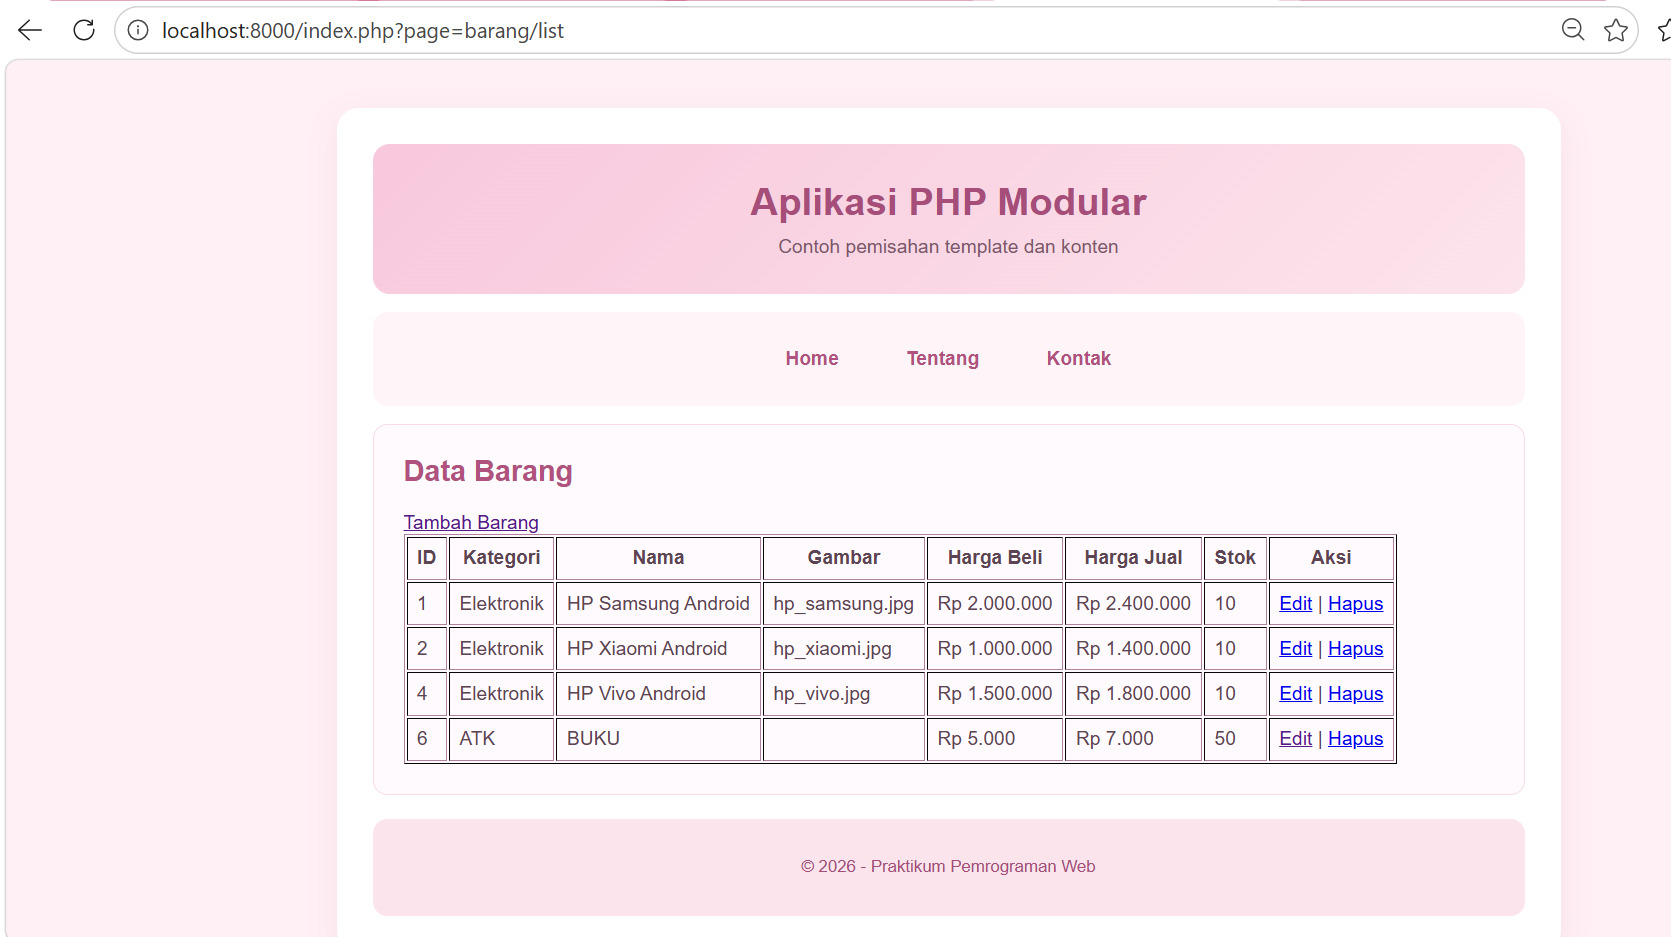 localhost:8000/index.php?page=barang/list
Aplikasi PHP Modular
Contoh pemisahan template dan konten
Home Tentang Kontak
Data Barang
Tambah Barang
ID Kategori Nama Gambar Harga Beli Harga Jual Stok Aksi
1 Elektronik HP Samsung Android hp_samsung.jpg Rp 2.000.000 Rp 2.400.000 10 Edit | Hapus
2 Elektronik HP Xiaomi Android hp_xiaomi.jpg Rp 1.000.000 Rp 1.400.000 10 Edit | Hapus
4 Elektronik HP Vivo Android hp_vivo.jpg Rp 1.500.000 Rp 1.800.000 10 Edit | Hapus
6 ATK BUKU Rp 5.000 Rp 7.000 50 Edit | Hapus
© 2026 - Praktikum Pemrograman Web